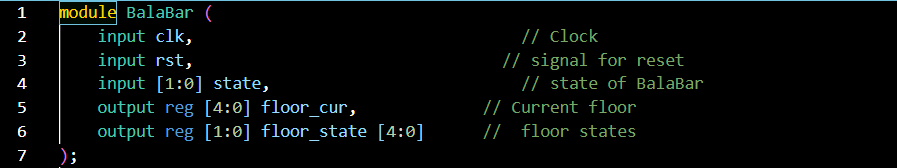 1 module BalaBar (
2 input clk, // Clock
3 input rst, // signal for reset
4 input [1:0] state, // state of BalaBar
5 output reg [4:0] floor_cur, // Current floor
6 output reg [1:0] floor_state [4:0] // floor states
7 );